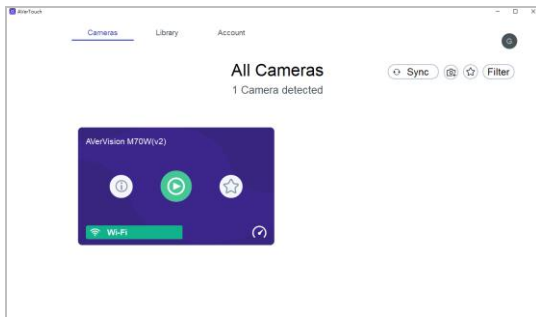 AVerTouch
Cameras Library Account
G
All Cameras
Sync Filter
1 Camera detected
AVerVision M70W(v2)
Wi-Fi